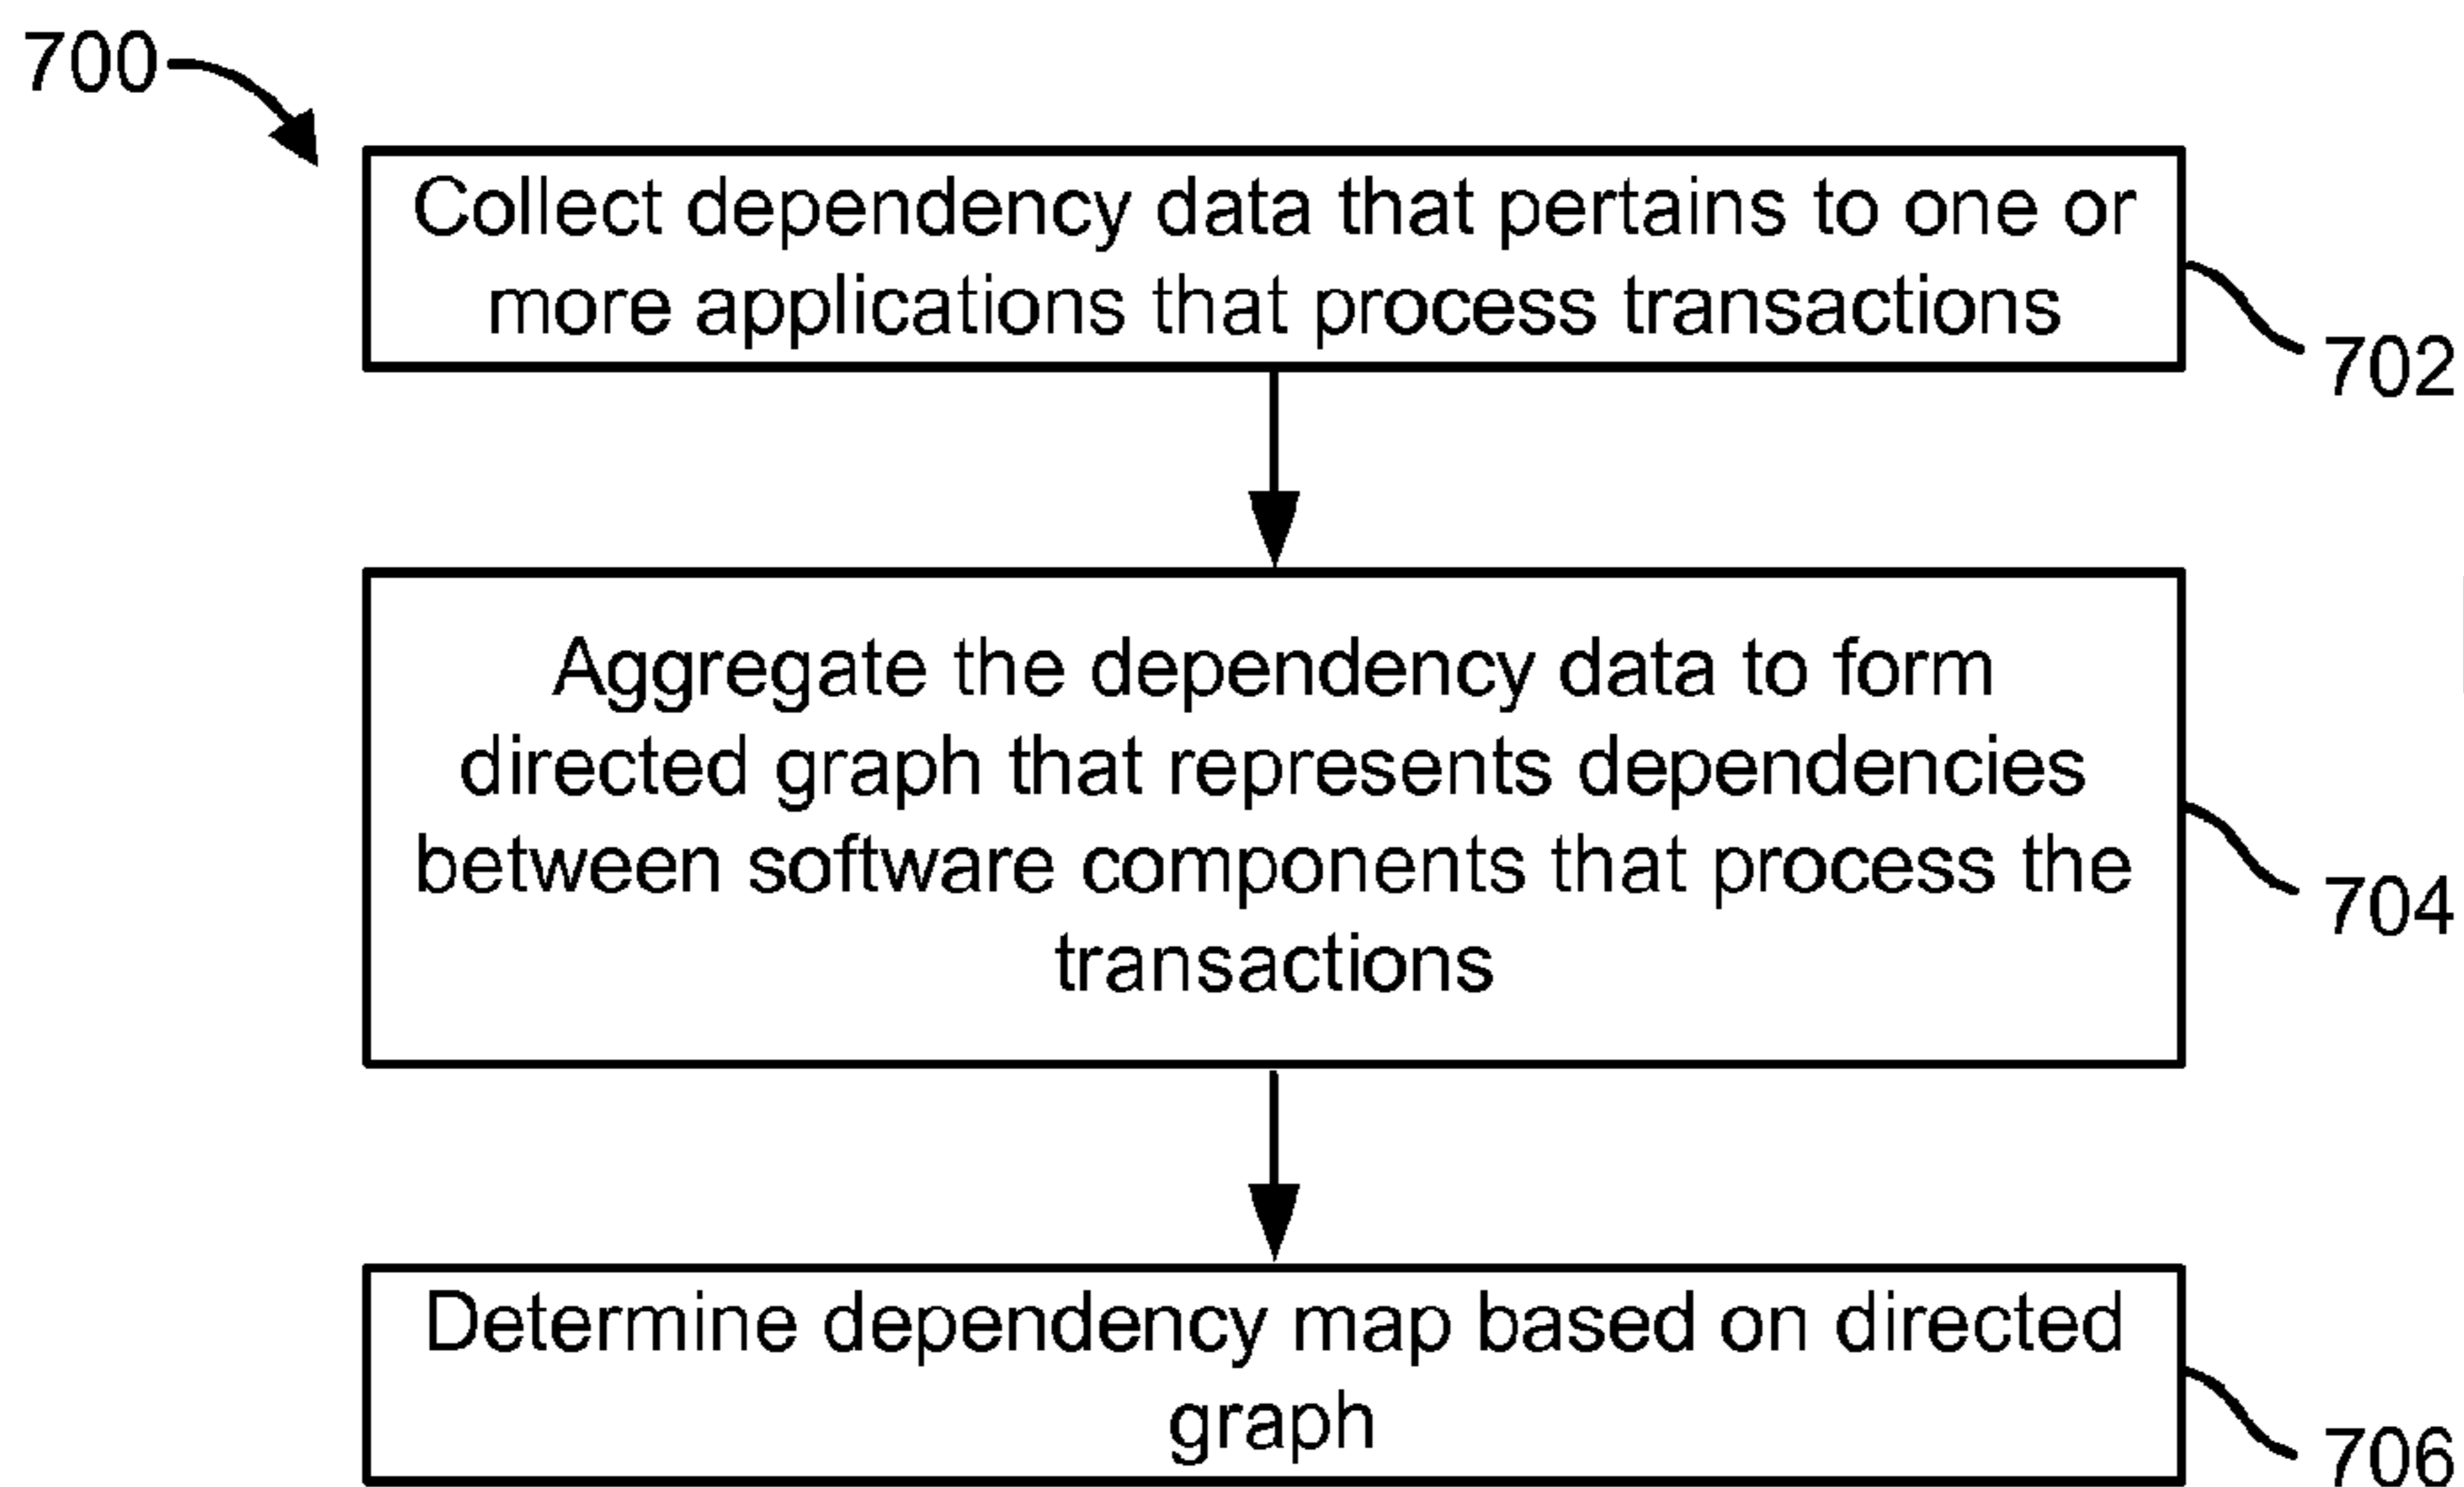 700
Collect dependency data that pertains to one or
more applications that process transactions
702
Aggregate the dependency data to form
directed graph that represents dependencies
between software components that process the
transactions
704
Determine dependency map based on directed
graph
706